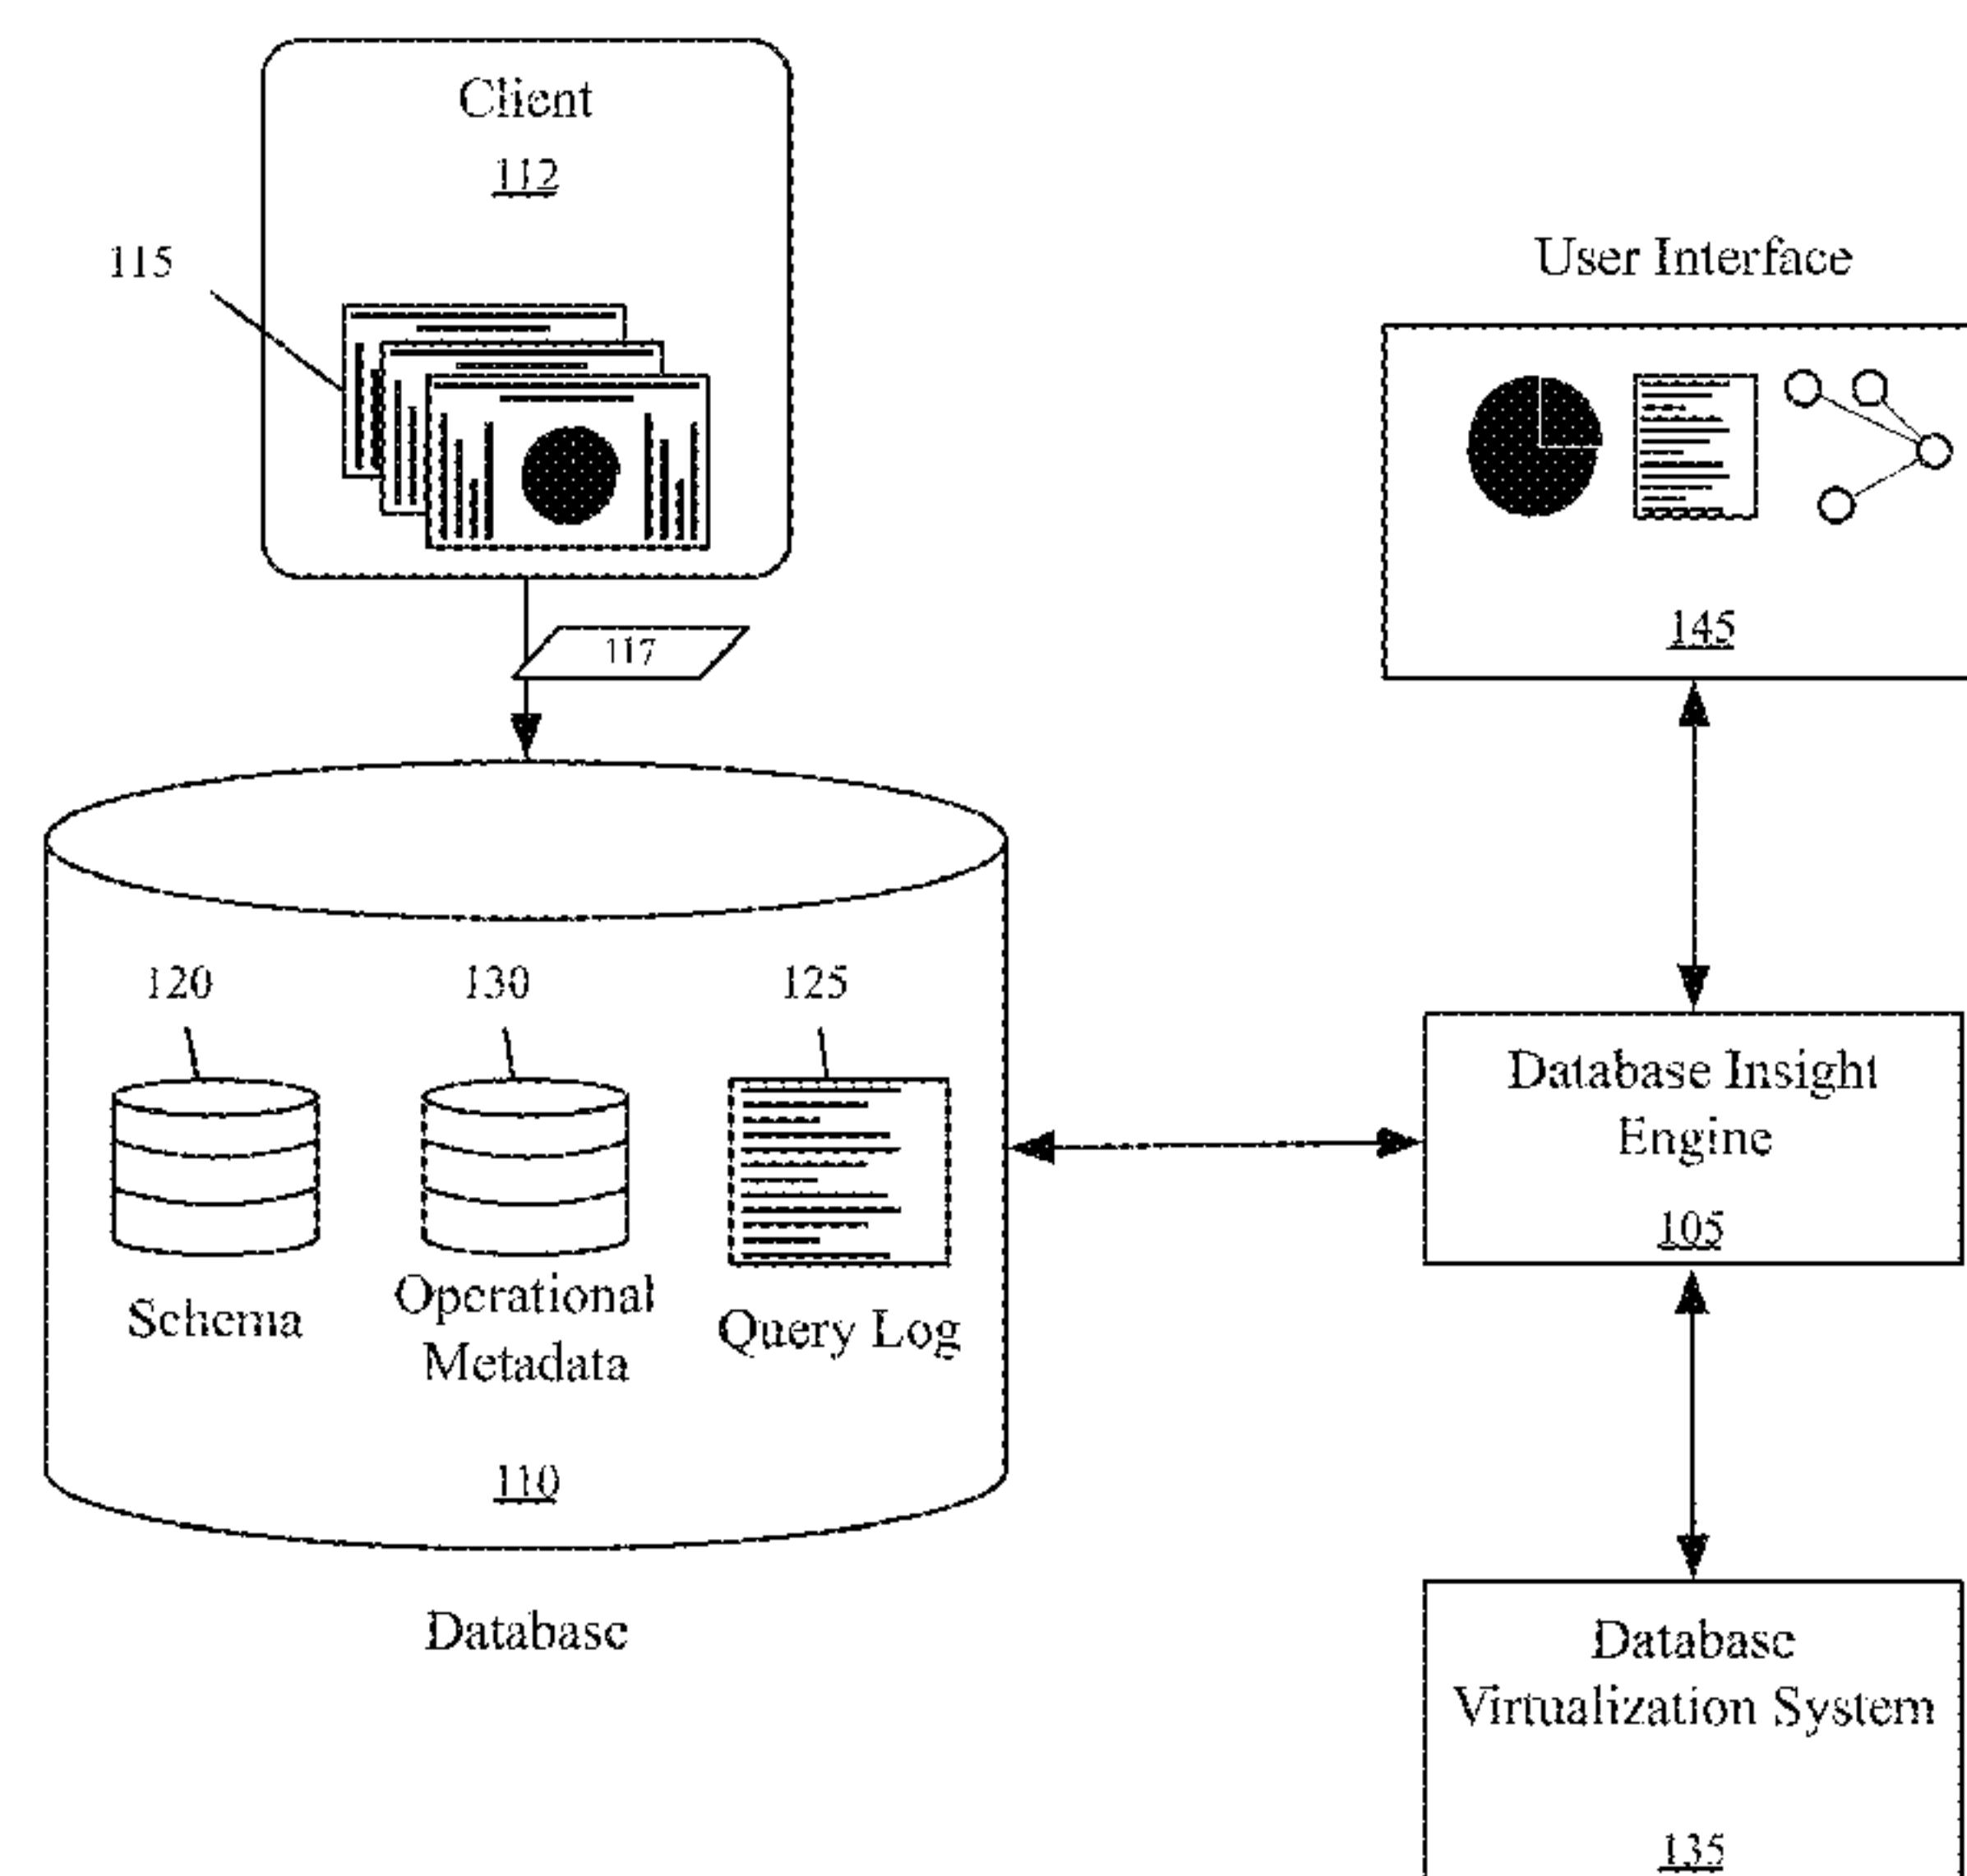 Client
112
115
117
User Interface
145
120
130
125
Schema
Operational
Metadata
Query Log
110
Database
Database Insight
Engine
105
Database
Virtualization System
135